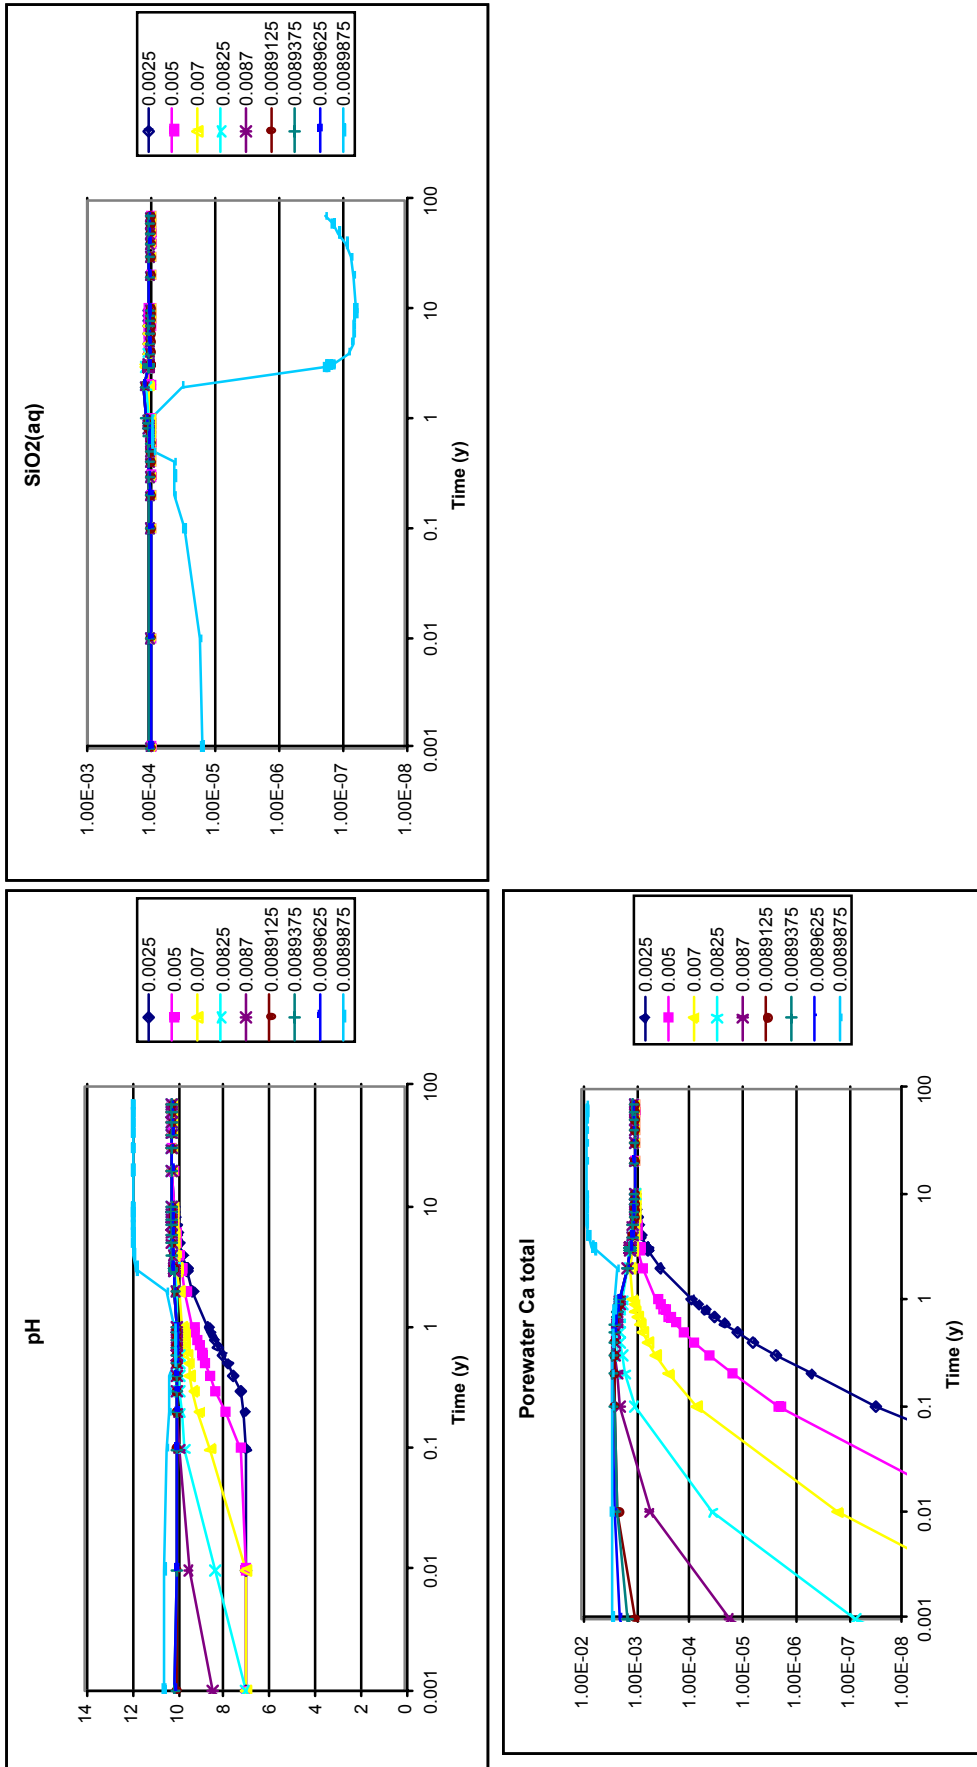 pH
14
12
10
8
6
4
2
0
0.001
0.01
0.1
1
10
100
Time (y)
0.0025
0.005
0.007
0.00825
0.0087
0.0089125
0.0089375
0.0089625
0.0089875
SiO2(aq)
1.00E-03
1.00E-04
1.00E-05
1.00E-06
1.00E-07
1.00E-08
0.001
0.01
0.1
1
10
100
Time (y)
0.0025
0.005
0.007
0.00825
0.0087
0.0089125
0.0089375
0.0089625
0.0089875
Porewater Ca total
1.00E-02
1.00E-03
1.00E-04
1.00E-05
1.00E-06
1.00E-07
1.00E-08
0.001
0.01
0.1
1
10
100
Time (y)
0.0025
0.005
0.007
0.00825
0.0087
0.0089125
0.0089375
0.0089625
0.0089875